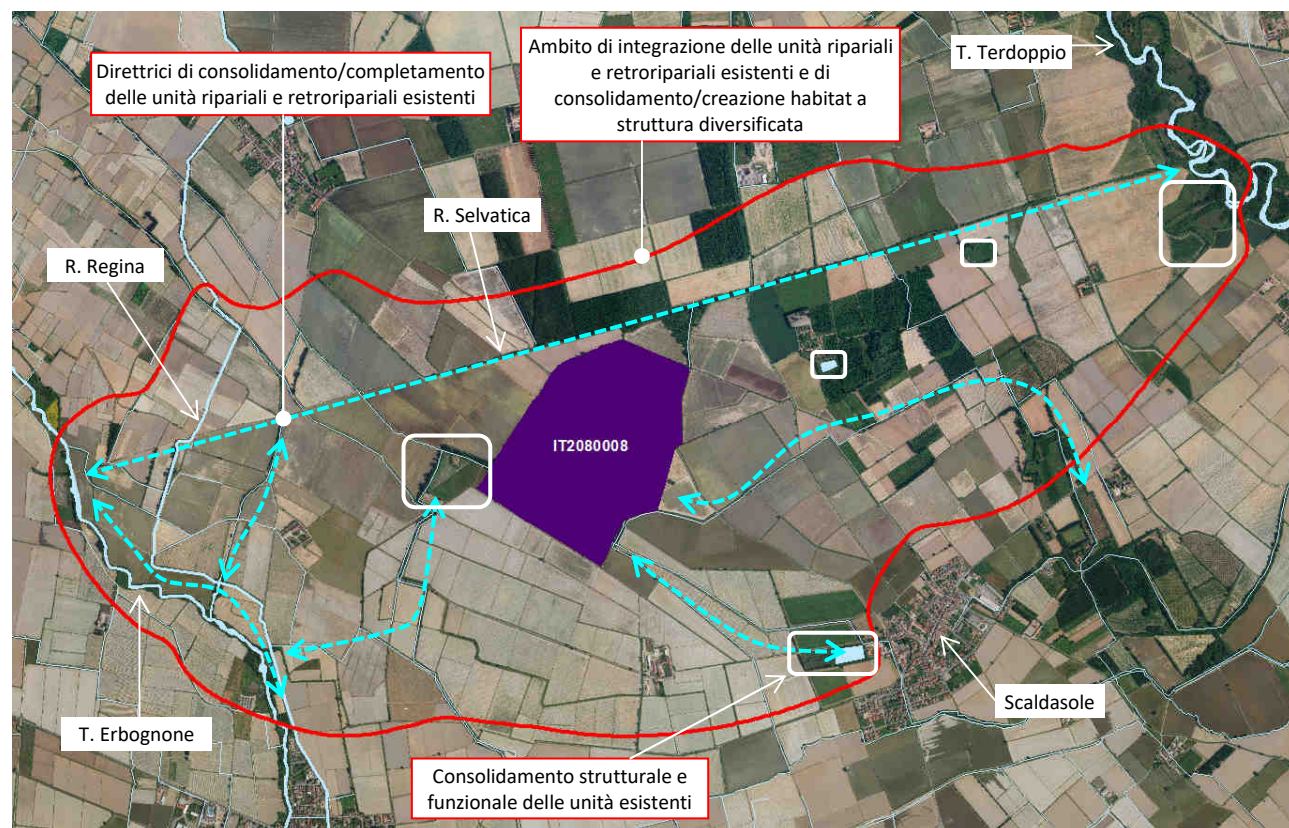 Direttrici di consolidamento/completamento
delle unità ripariali e retroripariali esistenti
Ambito di integrazione delle unità ripariali
e retroripariali esistenti e di
consolidamento/creazione habitat a
struttura diversificata
T. Terdoppio
R. Selvatica
R. Regina
IT2080008
T. Erbognone
Scaldasole
Consolidamento strutturale e
funzionale delle unità esistenti